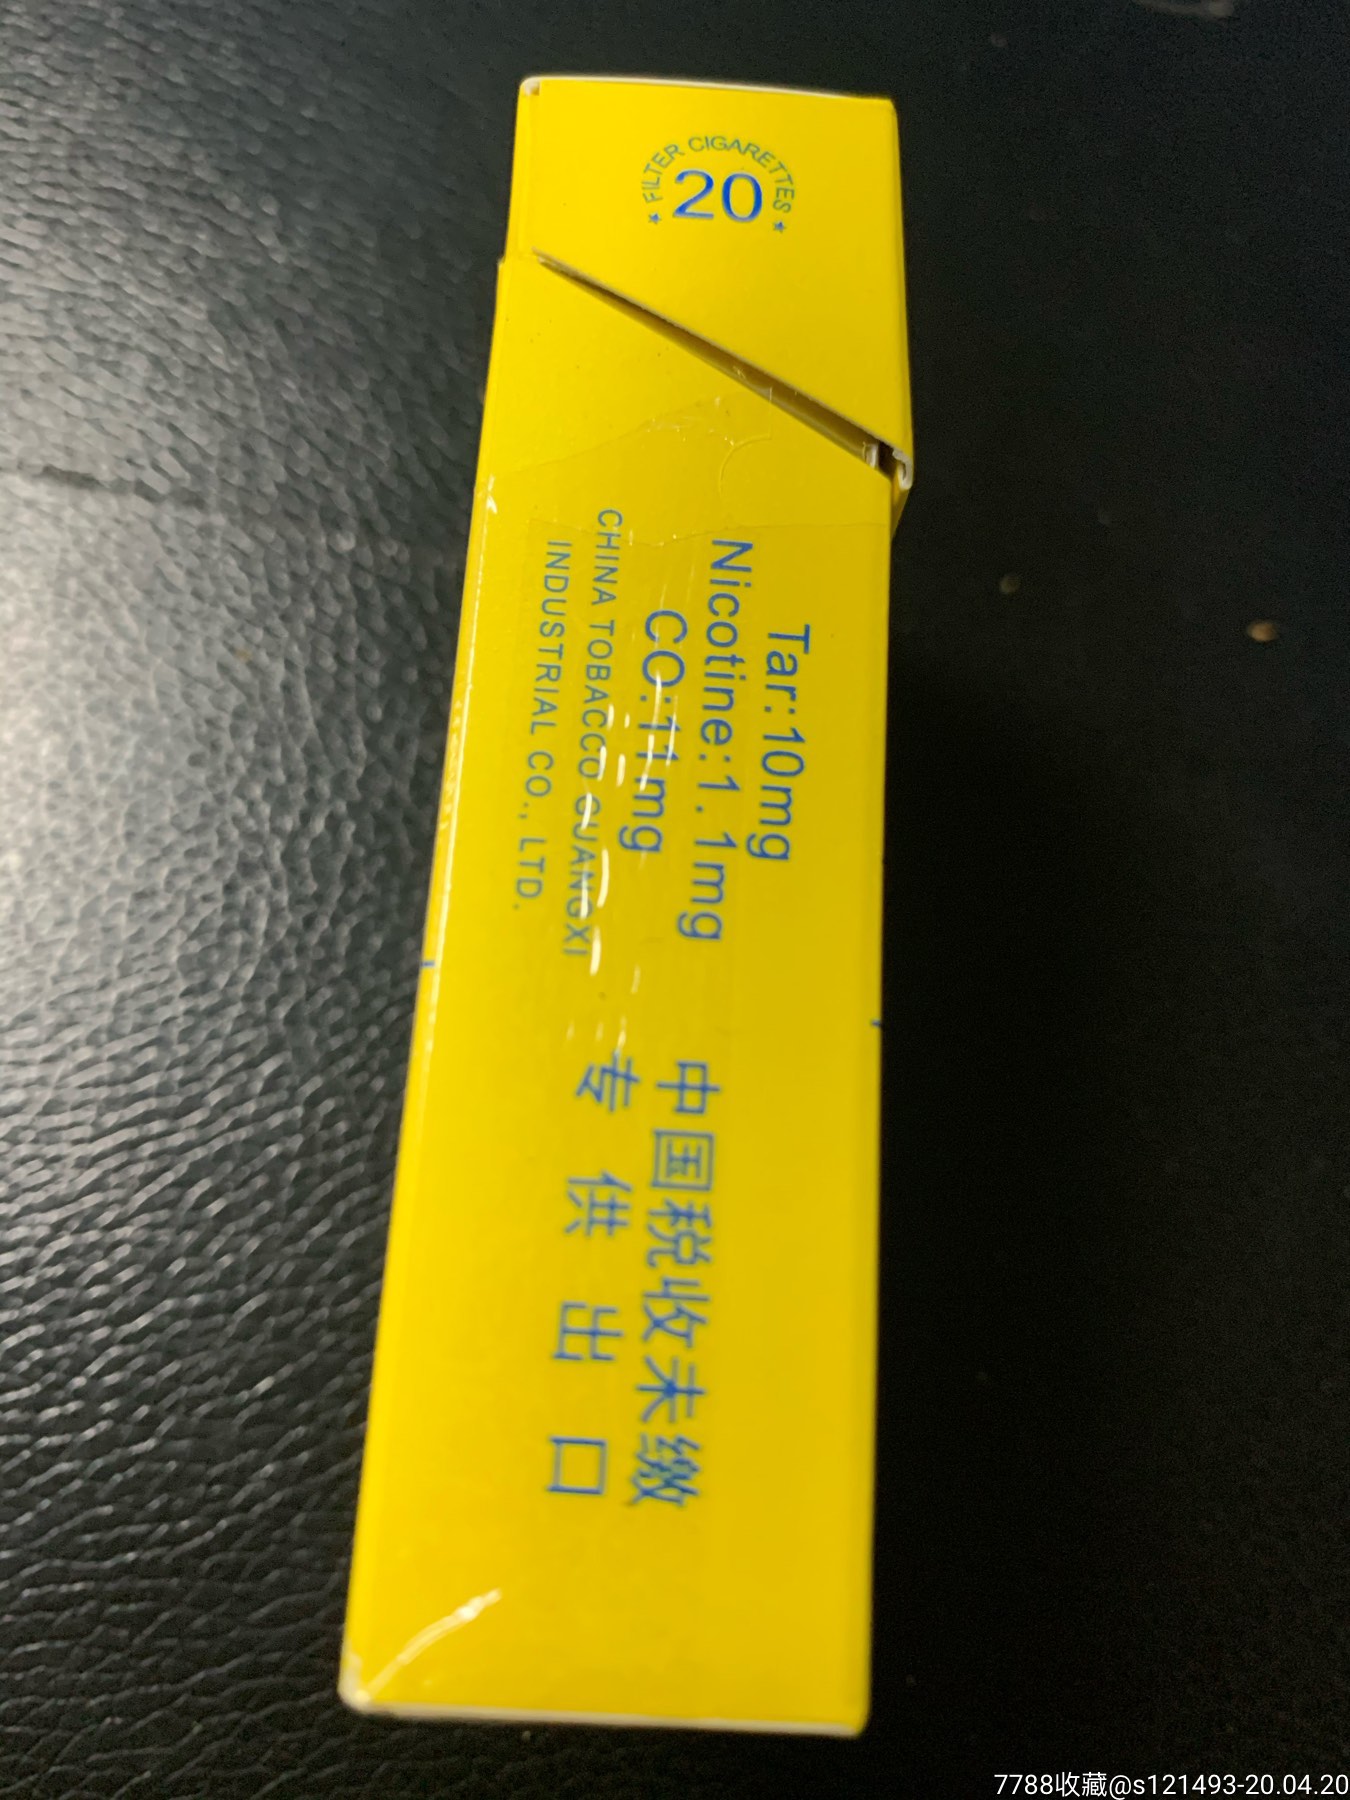 ★ FILTER CIGARETTES ★
20
Tar:10mg
Nicotine:1.1mg
CO:11mg
CHINA TOBACCO GUANGXI
INDUSTRIAL CO., LTD.
中国税收未缴
专供出口
7788收藏@s121493-20.04.20